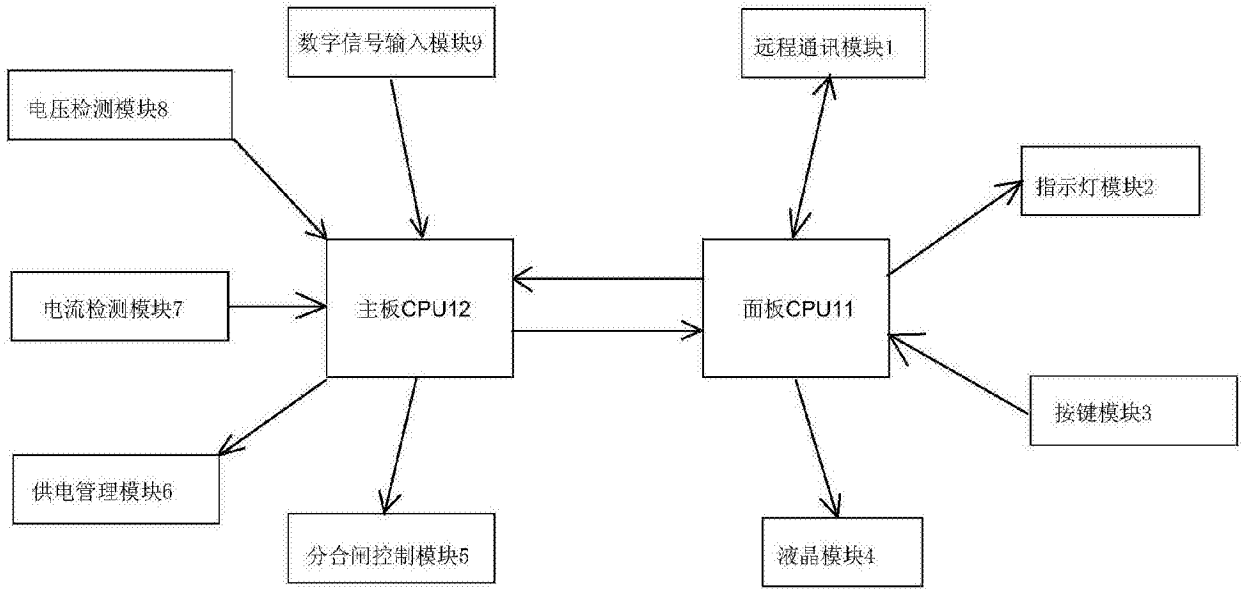 数字信号输入模块9
远程通讯模块1
电压检测模块8
指示灯模块2
电流检测模块7
主板CPU12
面板CPU11
按键模块3
供电管理模块6
分合闸控制模块5
液晶模块4